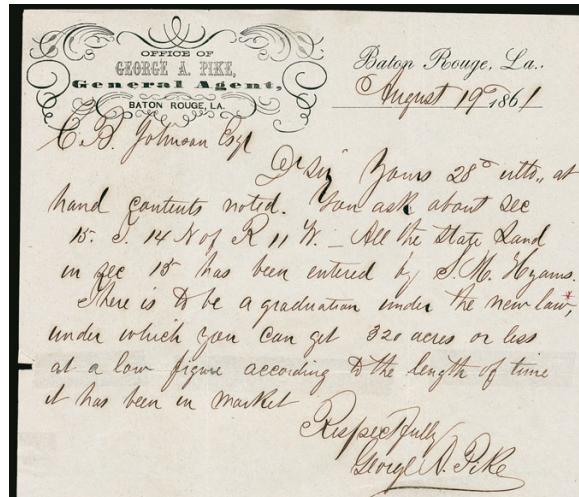 OFFICE OF
GEORGE A. PIKE,
General Agent,
BATON ROUGE, LA.
Baton Rouge, La.,
August 19th 1861
C. B. Johnson Esqr
Dr Sir Yours 28th ulto., at
hand contents noted. You ask about sec
15. T. 14 N of R 11 W. _ All the State Land
in sec 15 has been entered by S. M. Hyams.
There is to be a graduation under the new law,*
under which you can get 320 acres or less
at a low figure according to the length of time
it has been in market
Respectfully
George A. Pike